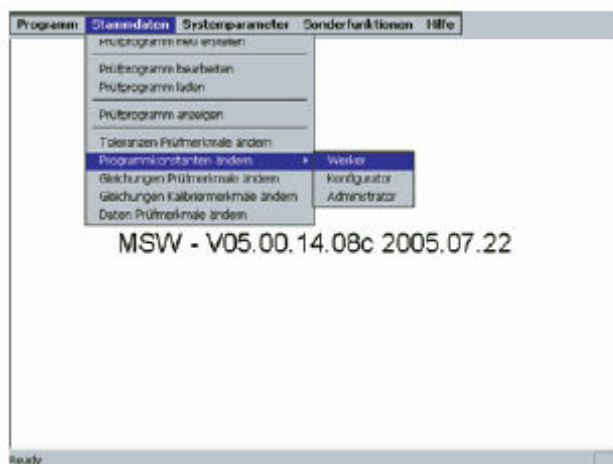 Programm Stammdaten Systemparameter Sonderfunktionen Hilfe
Prüfprogramm neu erstellen
Prüfprogramm bearbeiten
Prüfprogramm laden
Prüfprogramm anzeigen
Toleranzen Prüfmerkmale ändern
Programmkonstanten ändern
Werker
Gleichungen Prüfmerkmale ändern
Konfigurator
Gleichungen Kalibriermerkmale ändern
Administrator
Daten Prüfmerkmale ändern
MSW - V05.00.14.08c 2005.07.22
Ready